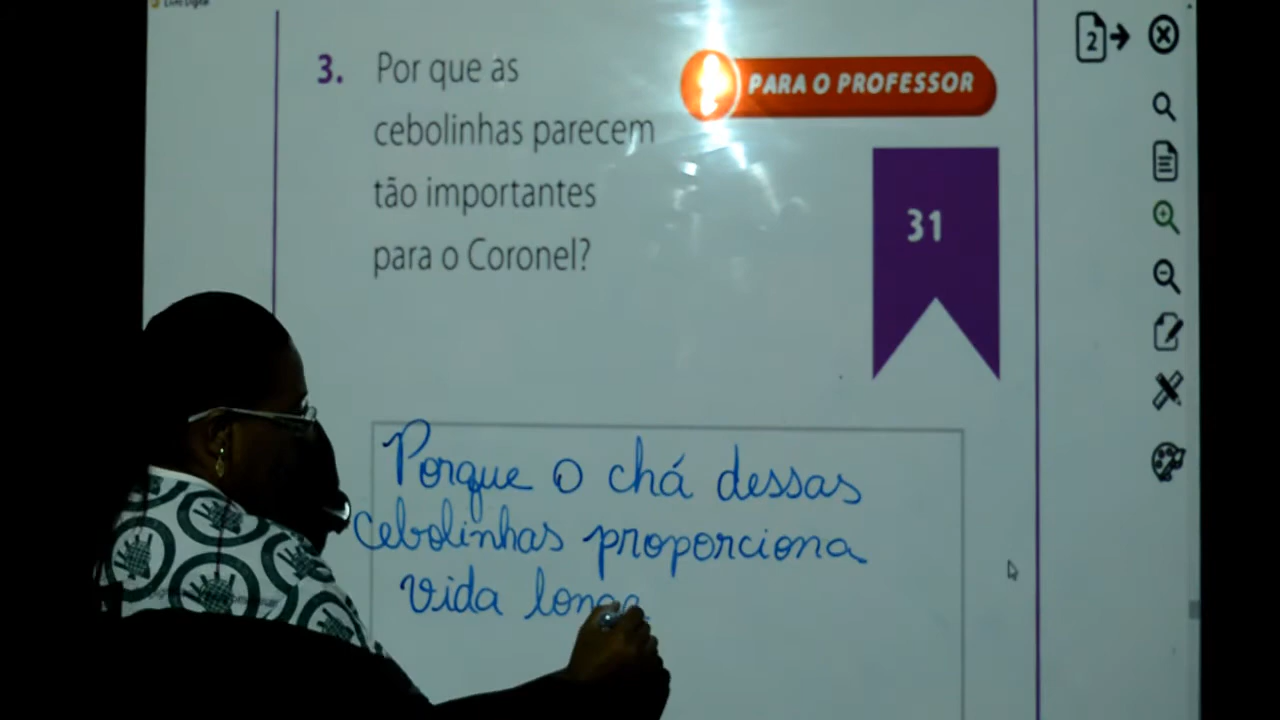 3. Por que as
cebolinhas parecem
tão importantes
para o Coronel?
PARA O PROFESSOR
31
2
Porque o chá dessas
cebolinhas proporciona
vida longa